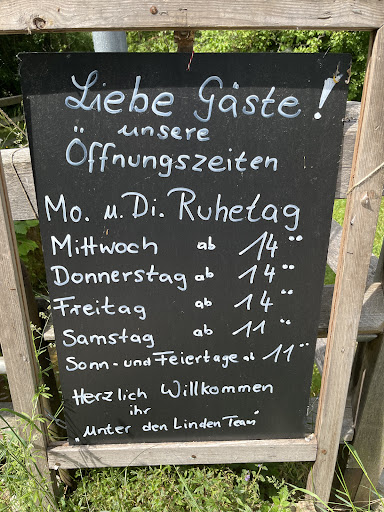 Liebe Gäste!
unsere
Öffnungszeiten
Mo. u. Di. Ruhetag
Mittwoch ab 14°°
Donnerstag ab 14°°
Freitag ab 14°°
Samstag ab 11°°
Sonn- und Feiertage ab 11°°
Herzlich Willkommen
ihr
„Unter den Linden Team"